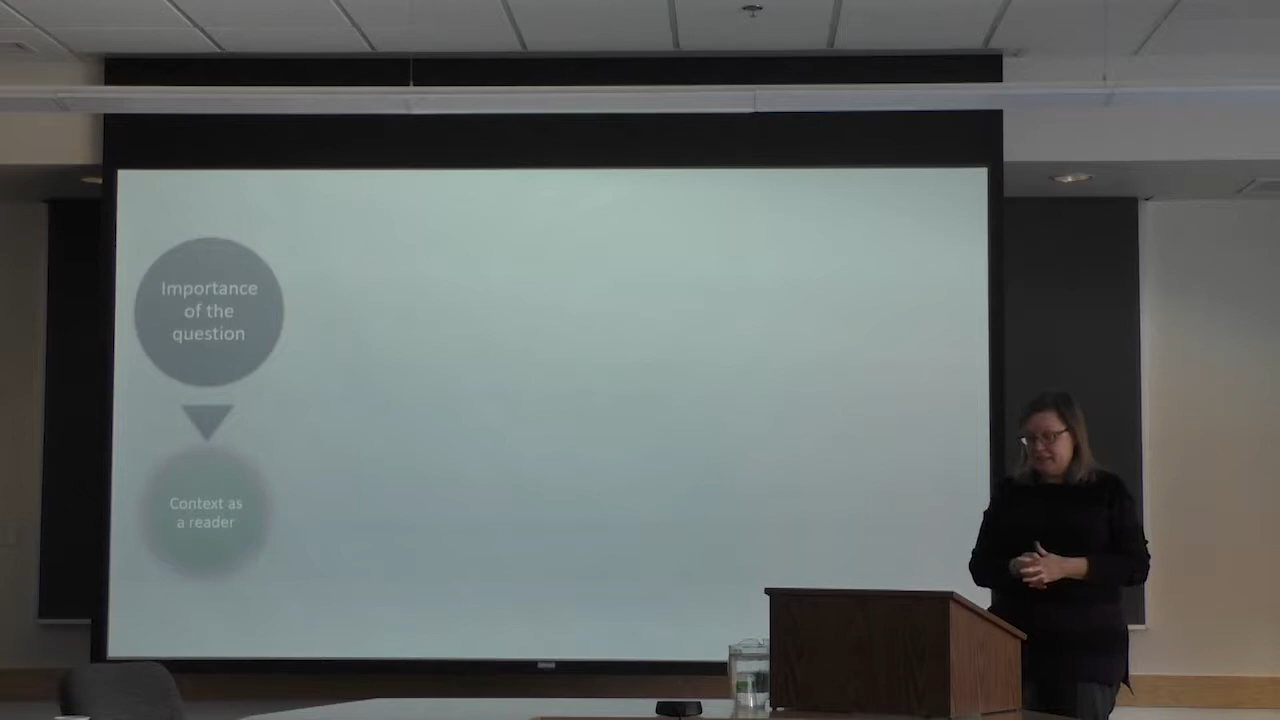 Importance
of the
question
Context as
a reader